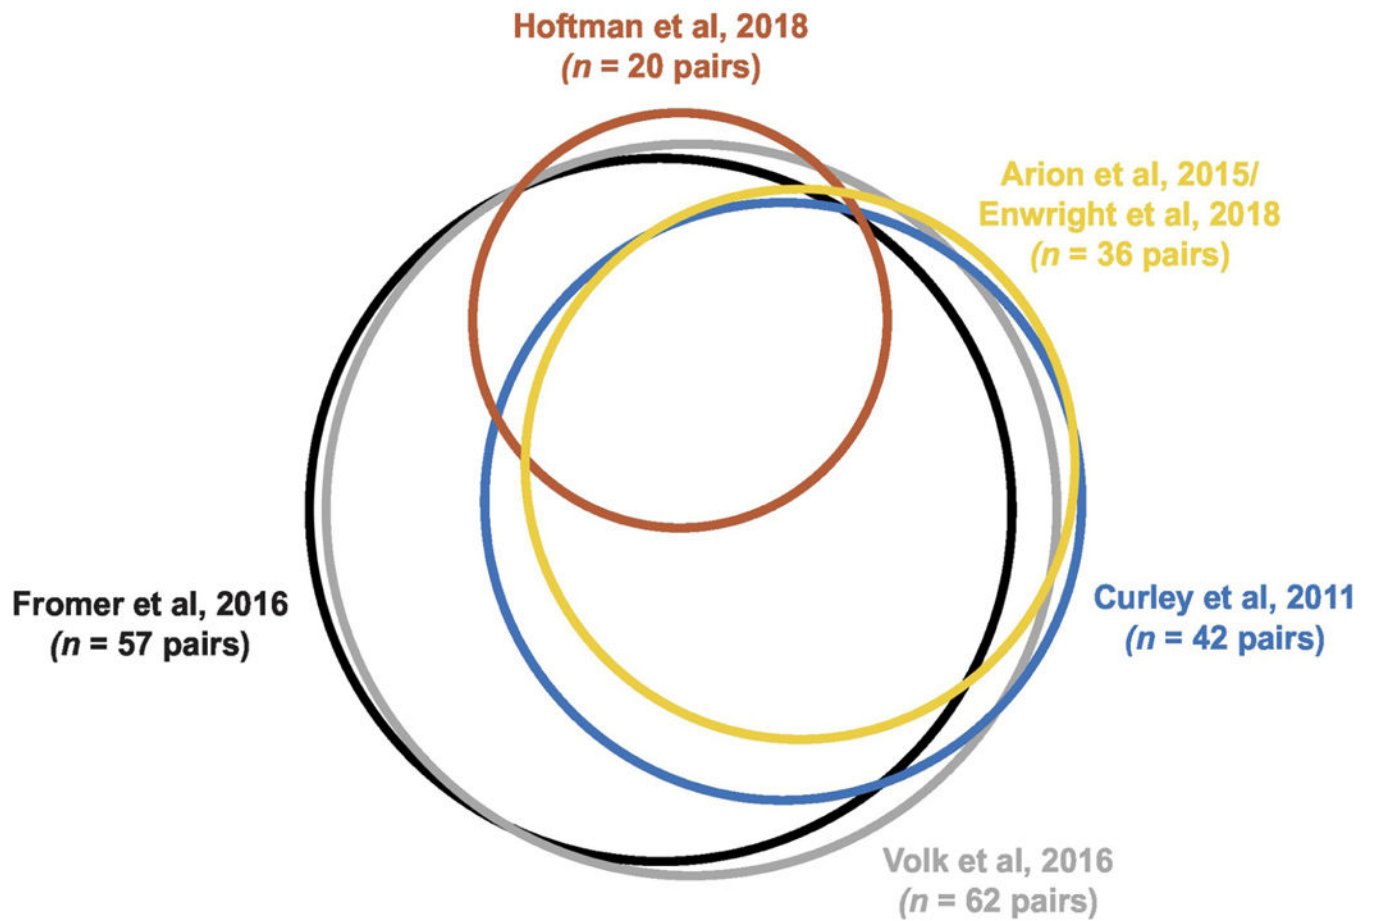 Hoftman et al, 2018
(n = 20 pairs)
Arion et al, 2015/
Enwright et al, 2018
(n = 36 pairs)
Fromer et al, 2016
(n = 57 pairs)
Curley et al, 2011
(n = 42 pairs)
Volk et al, 2016
(n = 62 pairs)